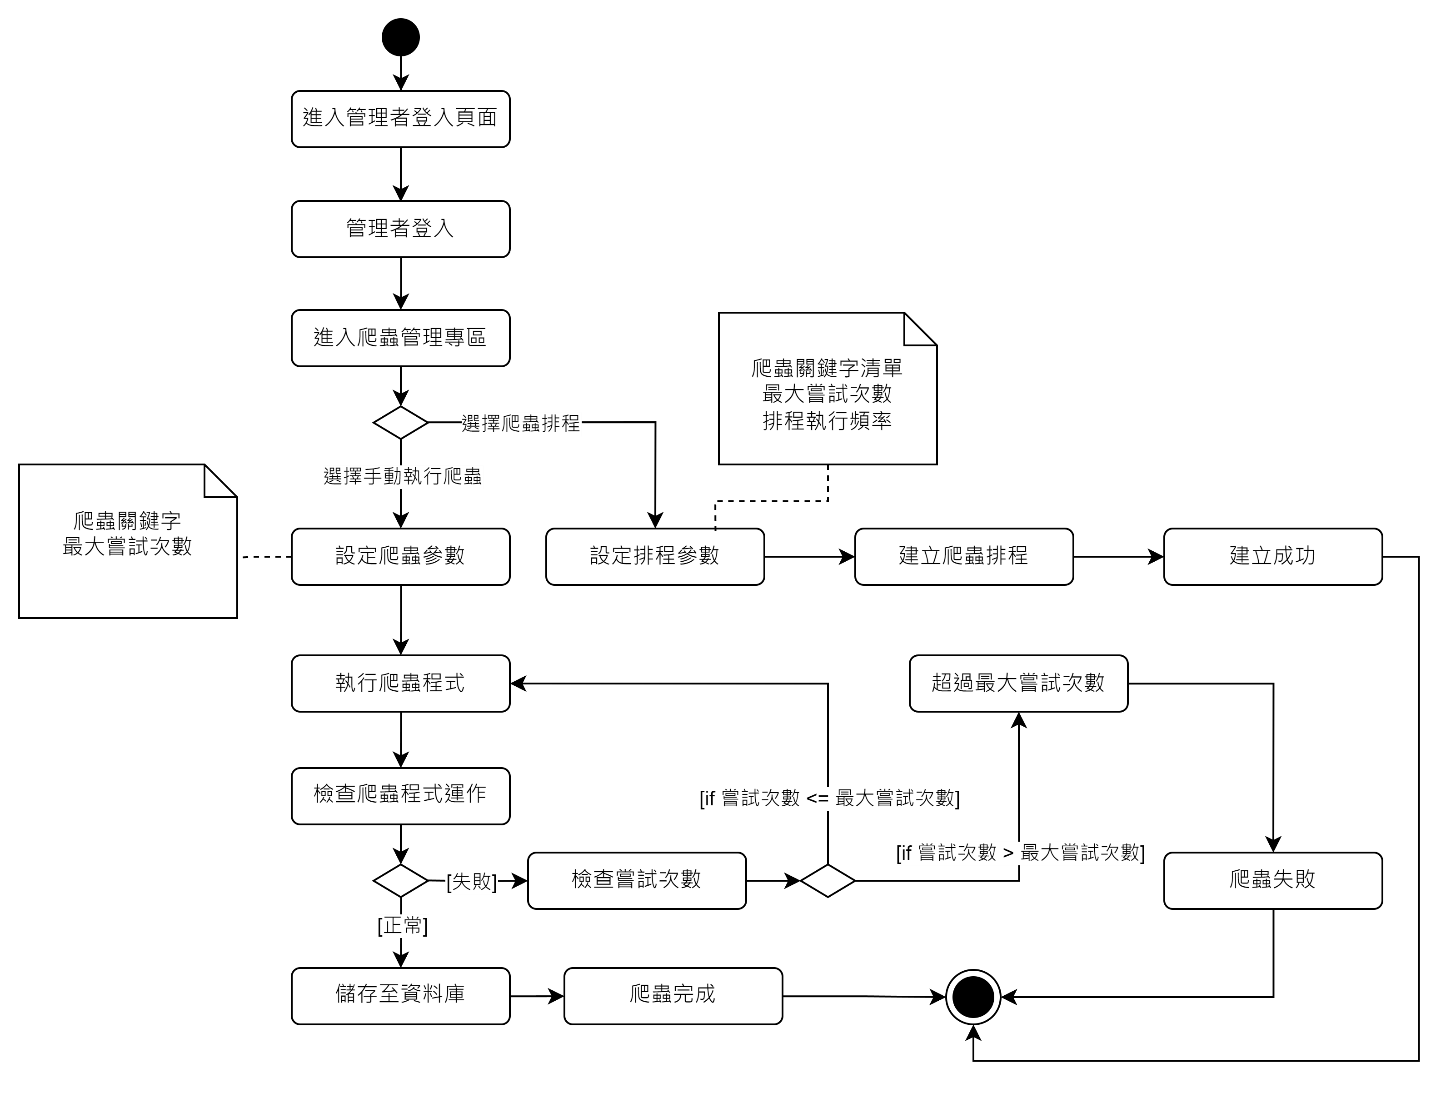 進入管理者登入頁面
管理者登入
進入爬蟲管理專區
爬蟲關鍵字清單
最大嘗試次數
排程執行頻率
選擇爬蟲排程
選擇手動執行爬蟲
爬蟲關鍵字
最大嘗試次數
設定爬蟲參數
設定排程參數
建立爬蟲排程
建立成功
執行爬蟲程式
超過最大嘗試次數
檢查爬蟲程式運作
[if 嘗試次數 <= 最大嘗試次數]
[if 嘗試次數 > 最大嘗試次數]
[失敗]
檢查嘗試次數
爬蟲失敗
[正常]
儲存至資料庫
爬蟲完成